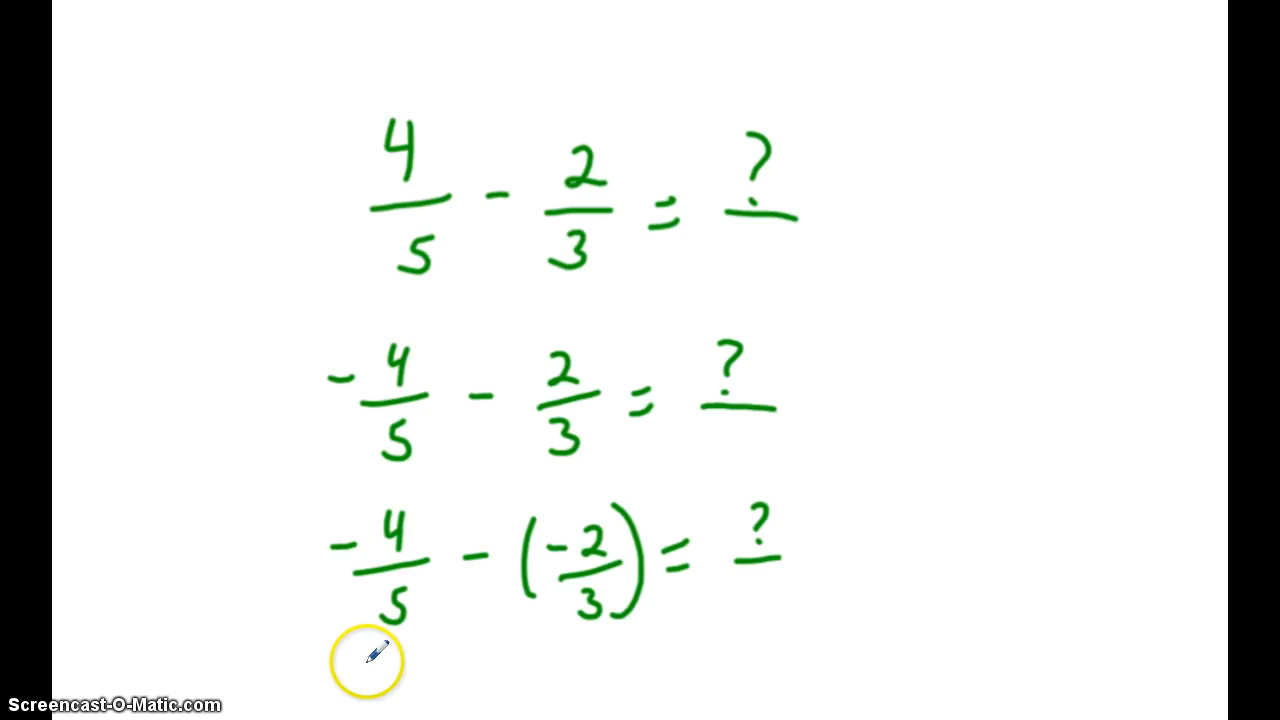 4/5 - 2/3 = ?
-4/5 - 2/3 = ?
-4/5 - (-2/3) = ?
Screencast-O-Matic.com